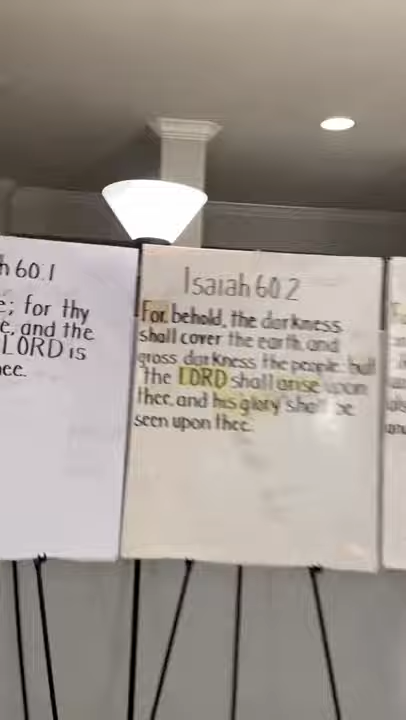 h 60:1
e; for thy
e, and the
LORD is
ee.
Isaiah 60:2
For, behold, the darkness
shall cover the earth, and
gross darkness the people: but
the LORD shall arise upon
thee, and his glory shall be
seen upon thee.